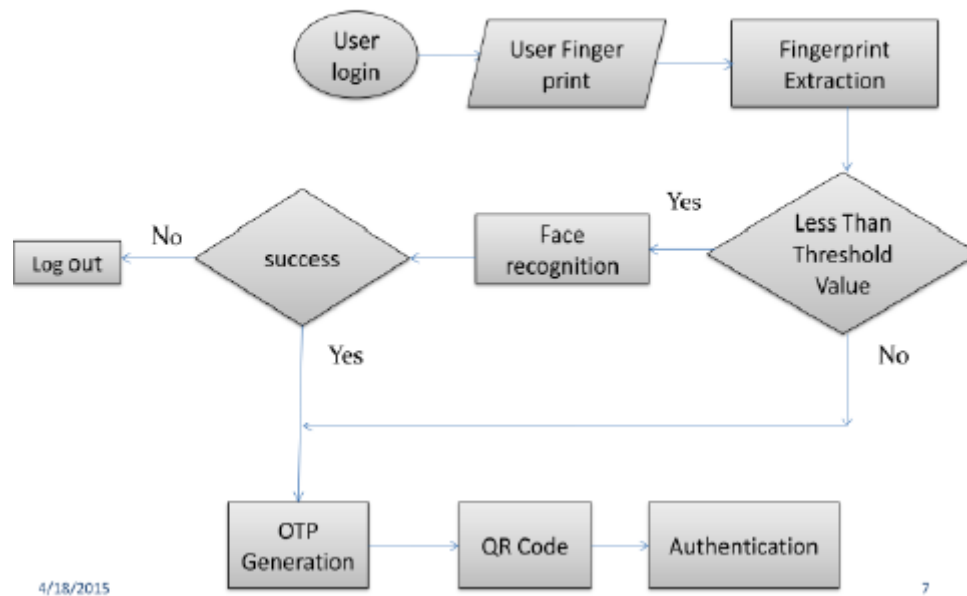 User
login
User Finger
print
Fingerprint
Extraction
Less Than
Threshold
Value
Yes
Face
recognition
success
No
Log out
Yes
No
OTP
Generation
QR Code
Authentication
4/18/2015
7